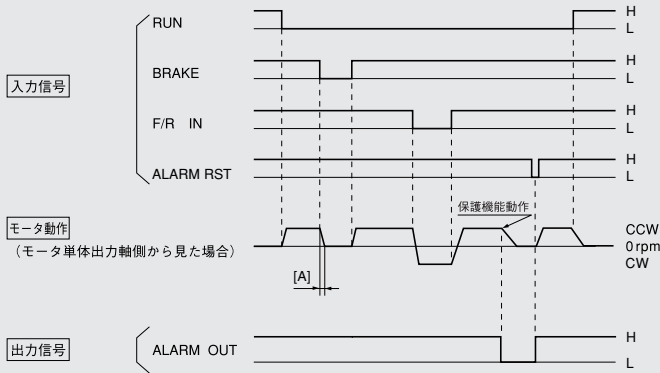 RUN H
L
BRAKE H
L
入力信号
F/R IN H
L
ALARM RST H
L
保護機能動作
モータ動作 CCW
(モータ単体出力軸側から見た場合) 0 rpm
CW
[A]
出力信号 ALARM OUT H
L